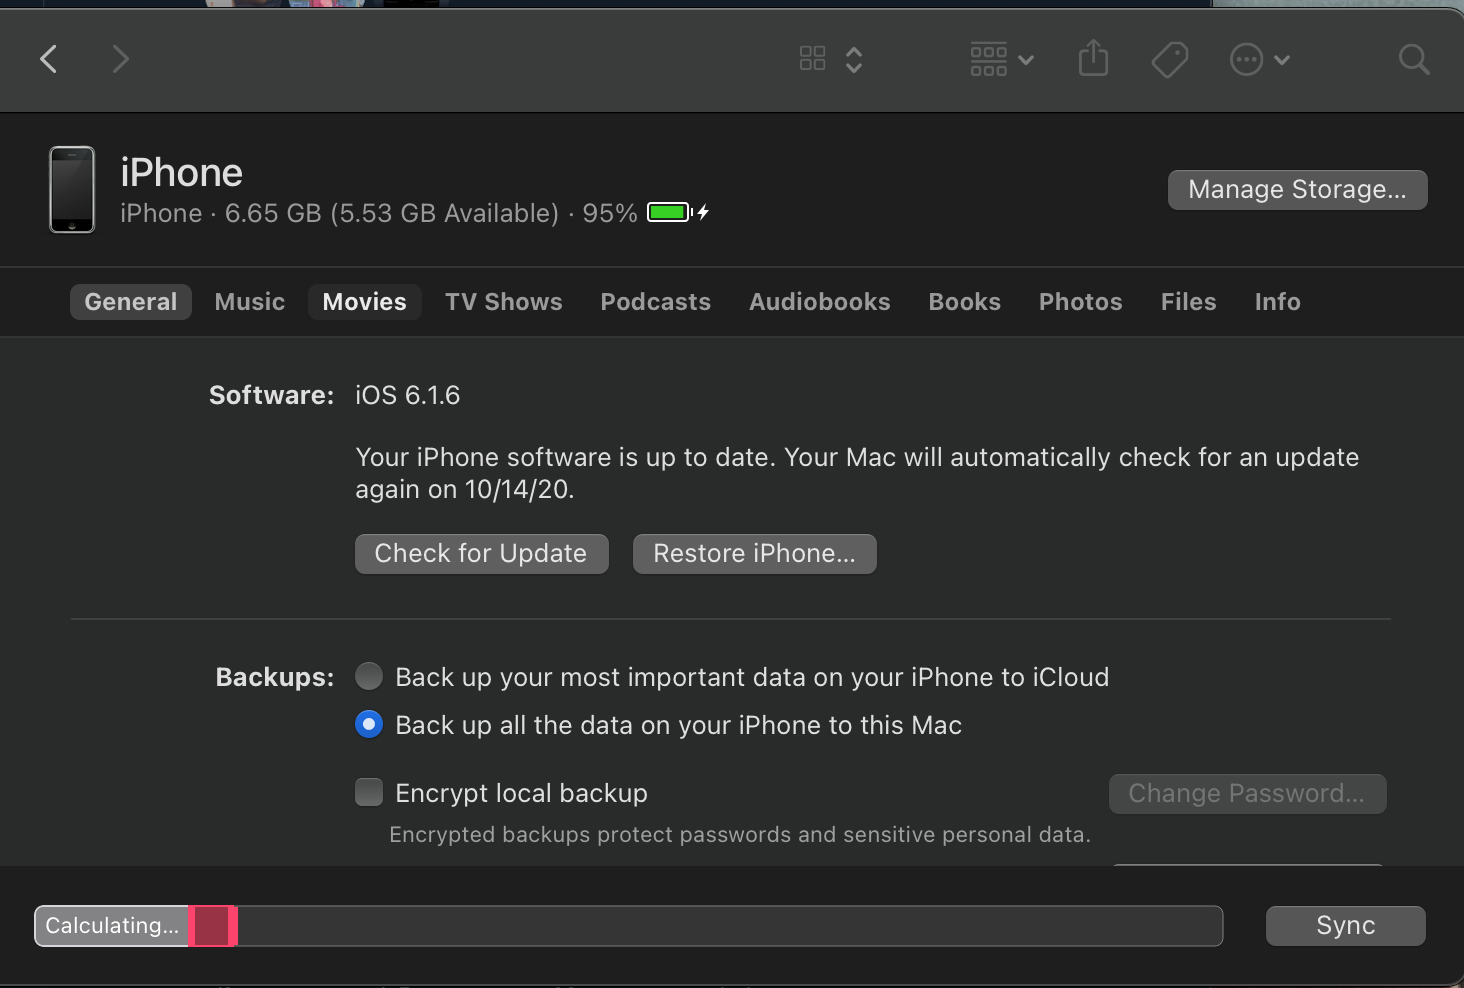 iPhone
iPhone · 6.65 GB (5.53 GB Available) · 95%
Manage Storage...
General Music Movies TV Shows Podcasts Audiobooks Books Photos Files Info
Software: iOS 6.1.6
Your iPhone software is up to date. Your Mac will automatically check for an update
again on 10/14/20.
Check for Update Restore iPhone...
Backups: Back up your most important data on your iPhone to iCloud
Back up all the data on your iPhone to this Mac
Encrypt local backup Change Password...
Encrypted backups protect passwords and sensitive personal data.
Calculating... Sync